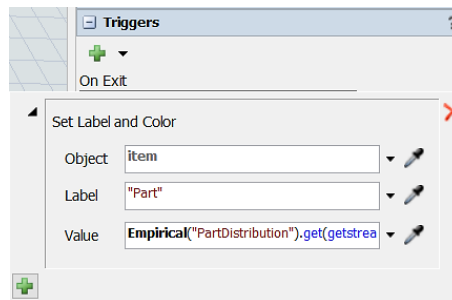 Triggers
On Exit
Set Label and Color
Object item
Label "Part"
Value Empirical("PartDistribution").get(getstrea